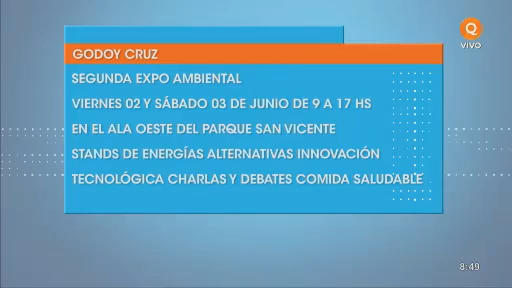 Q
VIVO
GODOY CRUZ
SEGUNDA EXPO AMBIENTAL
VIERNES 02 Y SÁBADO 03 DE JUNIO DE 9 A 17 HS
EN EL ALA OESTE DEL PARQUE SAN VICENTE
STANDS DE ENERGÍAS ALTERNATIVAS INNOVACIÓN
TECNOLÓGICA CHARLAS Y DEBATES COMIDA SALUDABLE
8:49